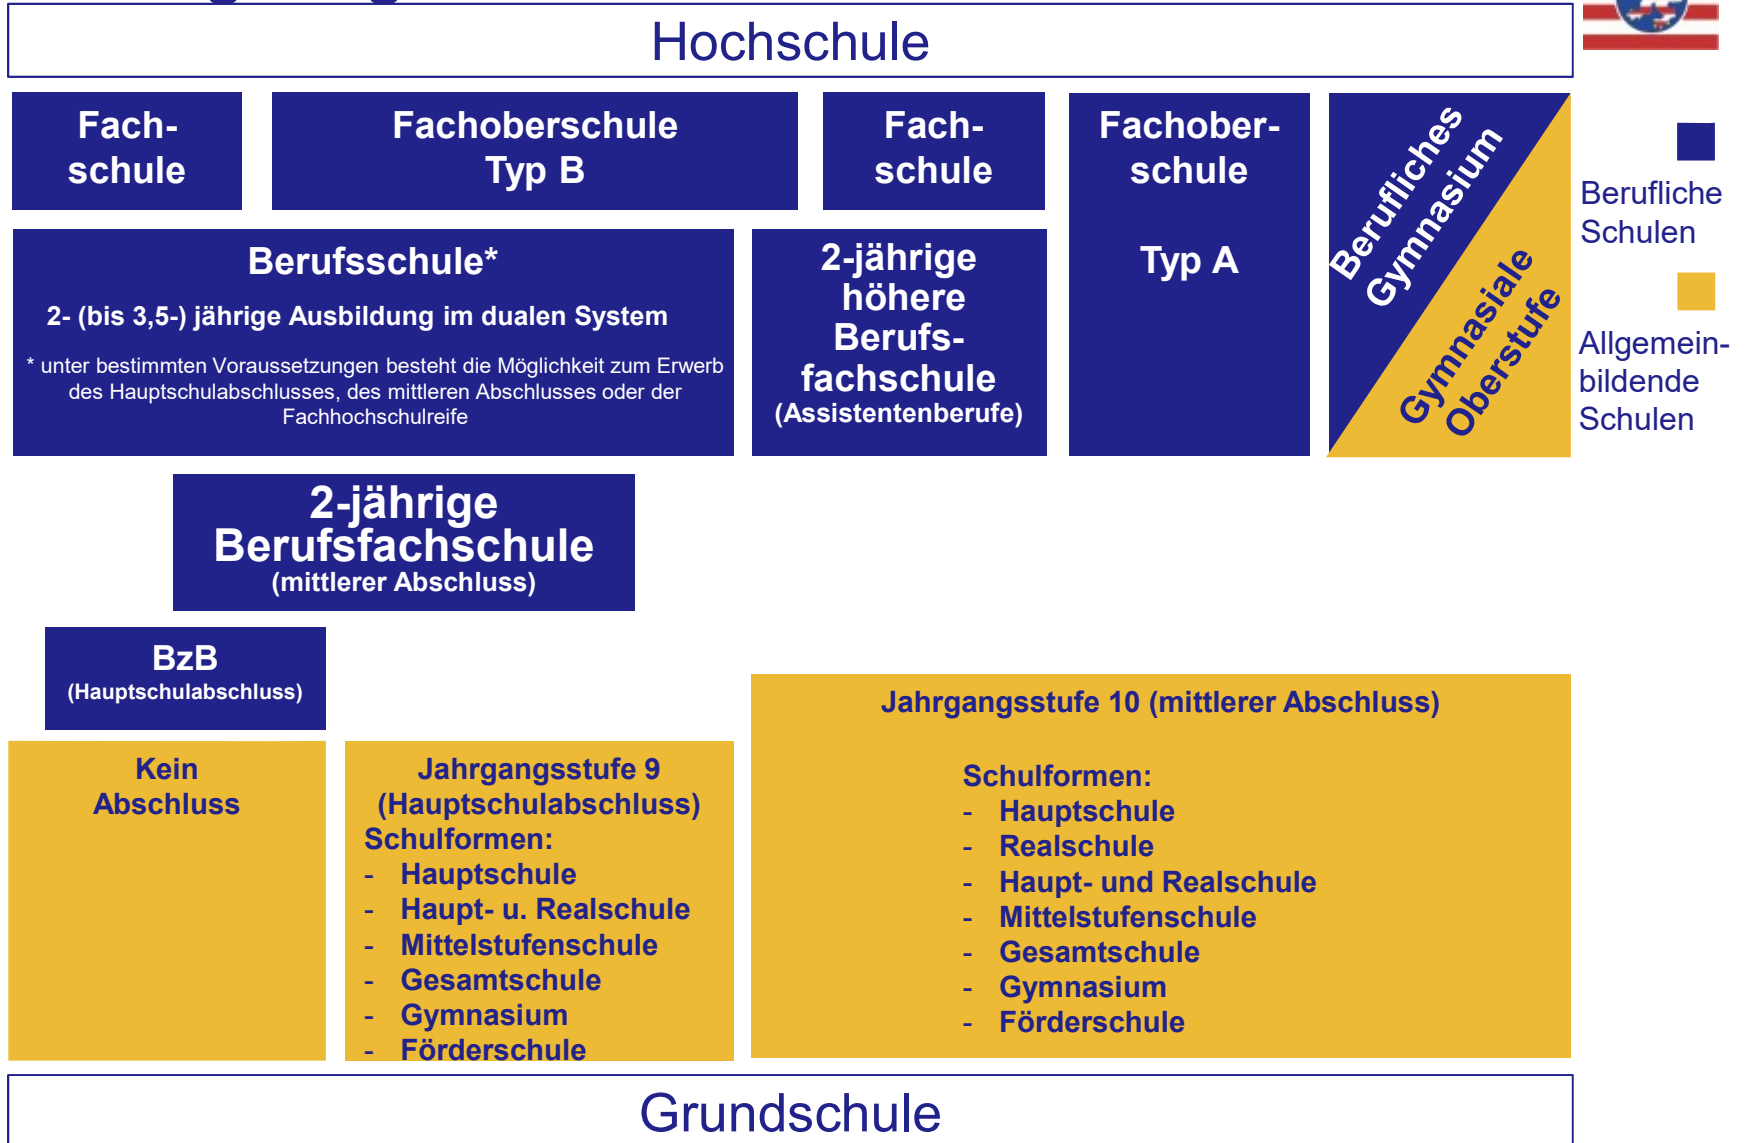 Hochschule
Fach-
schule
Fachoberschule
Typ B
Fach-
schule
Fachober-
schule
Typ A
Berufliches
Gymnasium
Gymnasiale
Oberstufe
Berufliche
Schulen
Allgemein-
bildende
Schulen
Berufsschule*
2- (bis 3,5-) jährige Ausbildung im dualen System
* unter bestimmten Voraussetzungen besteht die Möglichkeit zum Erwerb
des Hauptschulabschlusses, des mittleren Abschlusses oder der
Fachhochschulreife
2-jährige
höhere
Berufs-
fachschule
(Assistentenberufe)
2-jährige
Berufsfachschule
(mittlerer Abschluss)
BzB
(Hauptschulabschluss)
Kein
Abschluss
Jahrgangsstufe 9
(Hauptschulabschluss)
Schulformen:
- Hauptschule
- Haupt- u. Realschule
- Mittelstufenschule
- Gesamtschule
- Gymnasium
- Förderschule
Jahrgangsstufe 10 (mittlerer Abschluss)
Schulformen:
- Hauptschule
- Realschule
- Haupt- und Realschule
- Mittelstufenschule
- Gesamtschule
- Gymnasium
- Förderschule
Grundschule